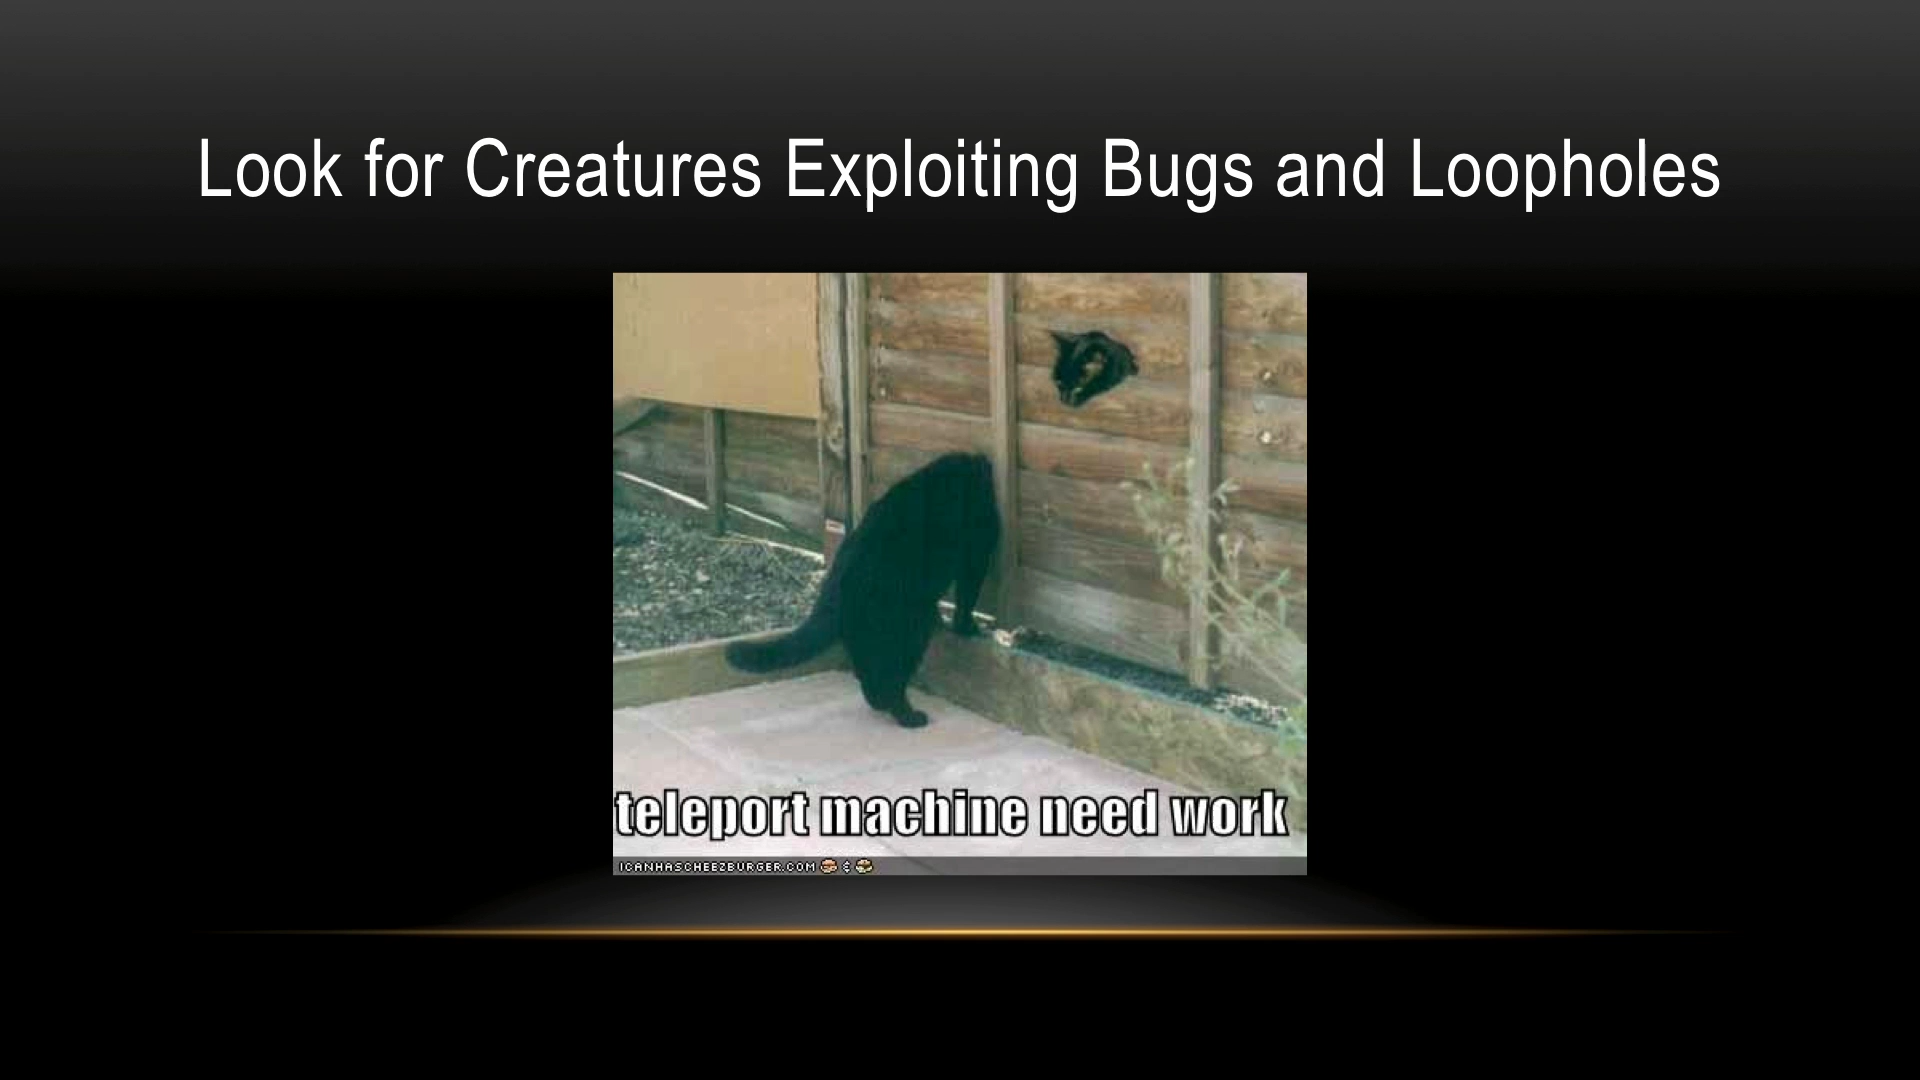 Look for Creatures Exploiting Bugs and Loopholes
teleport machine need work
ICANHASCHEEZBURGER.COM